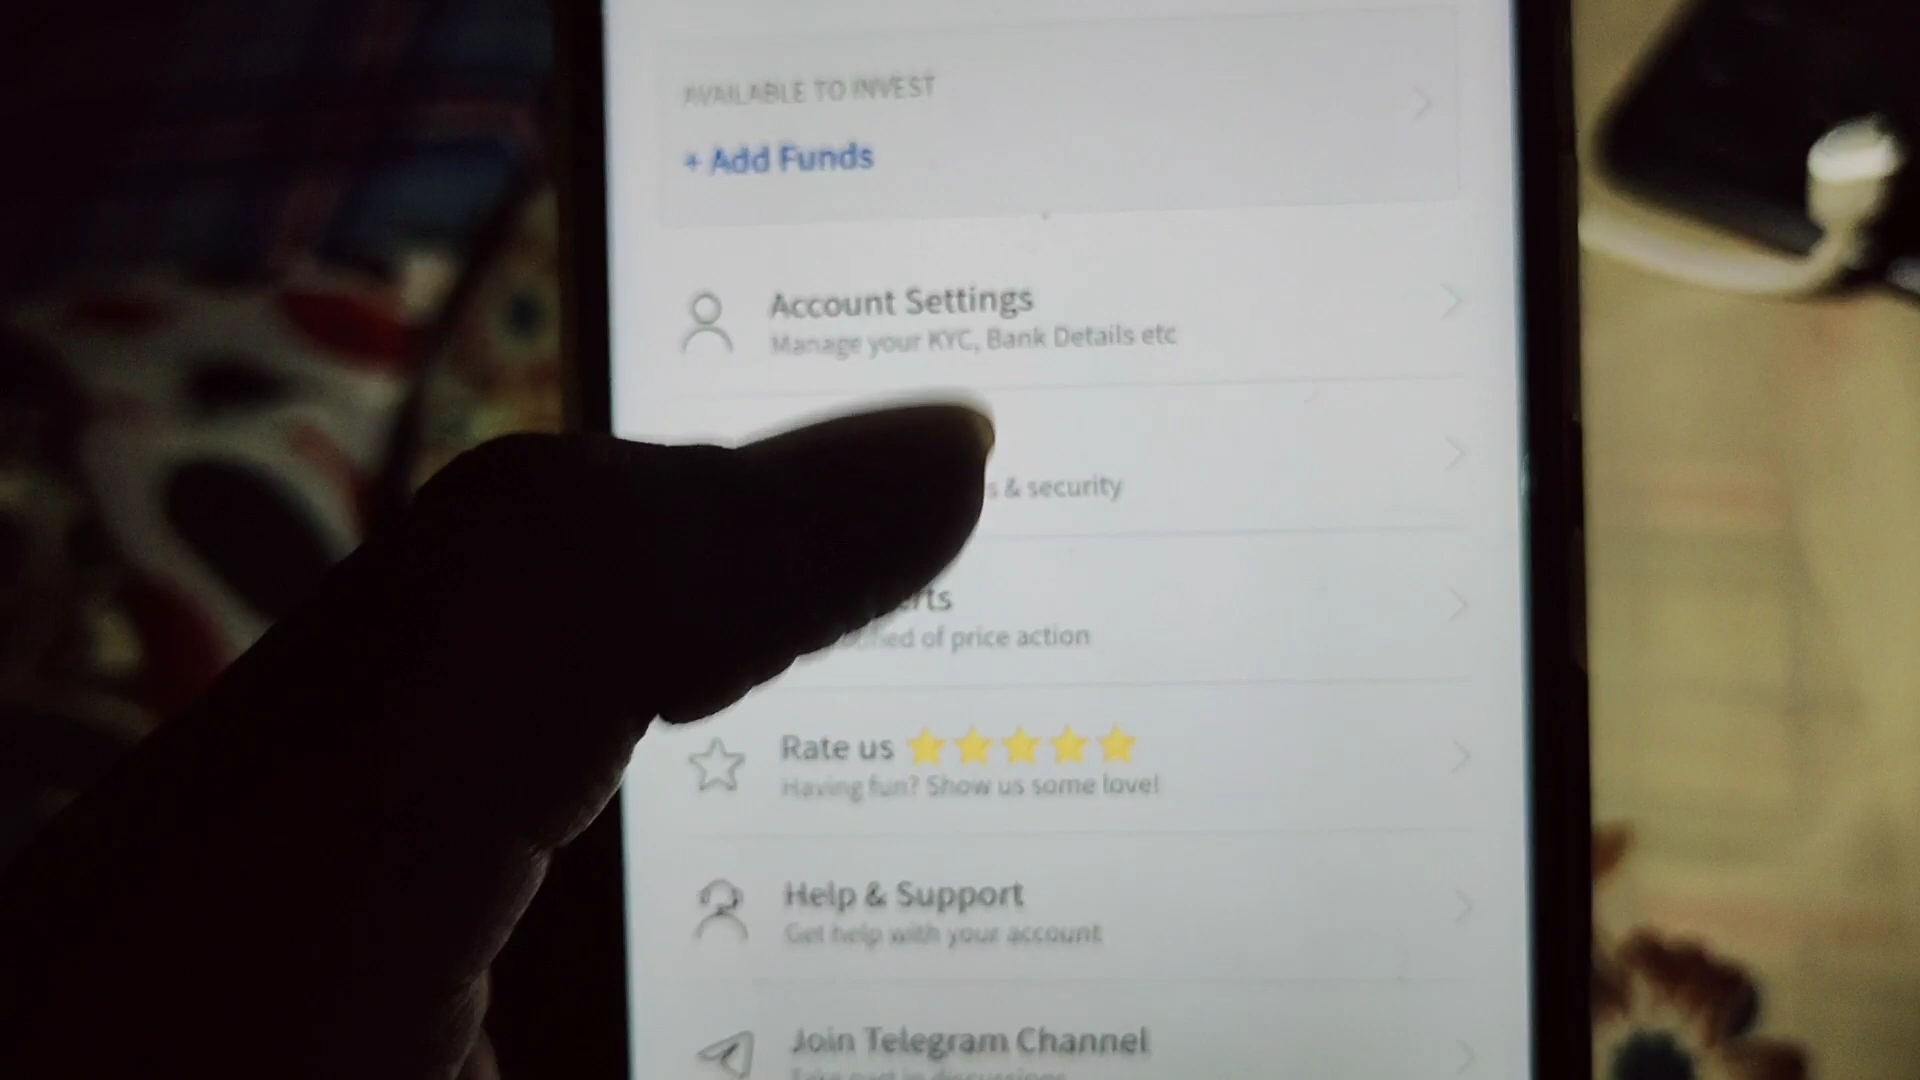 AVAILABLE TO INVEST
+ Add Funds
Account Settings
Manage your KYC, Bank Details etc
s & security
of price action
Rate us ⭐⭐⭐⭐⭐
Having fun? Show us some love!
Help & Support
Get help with your account
Join Telegram Channel